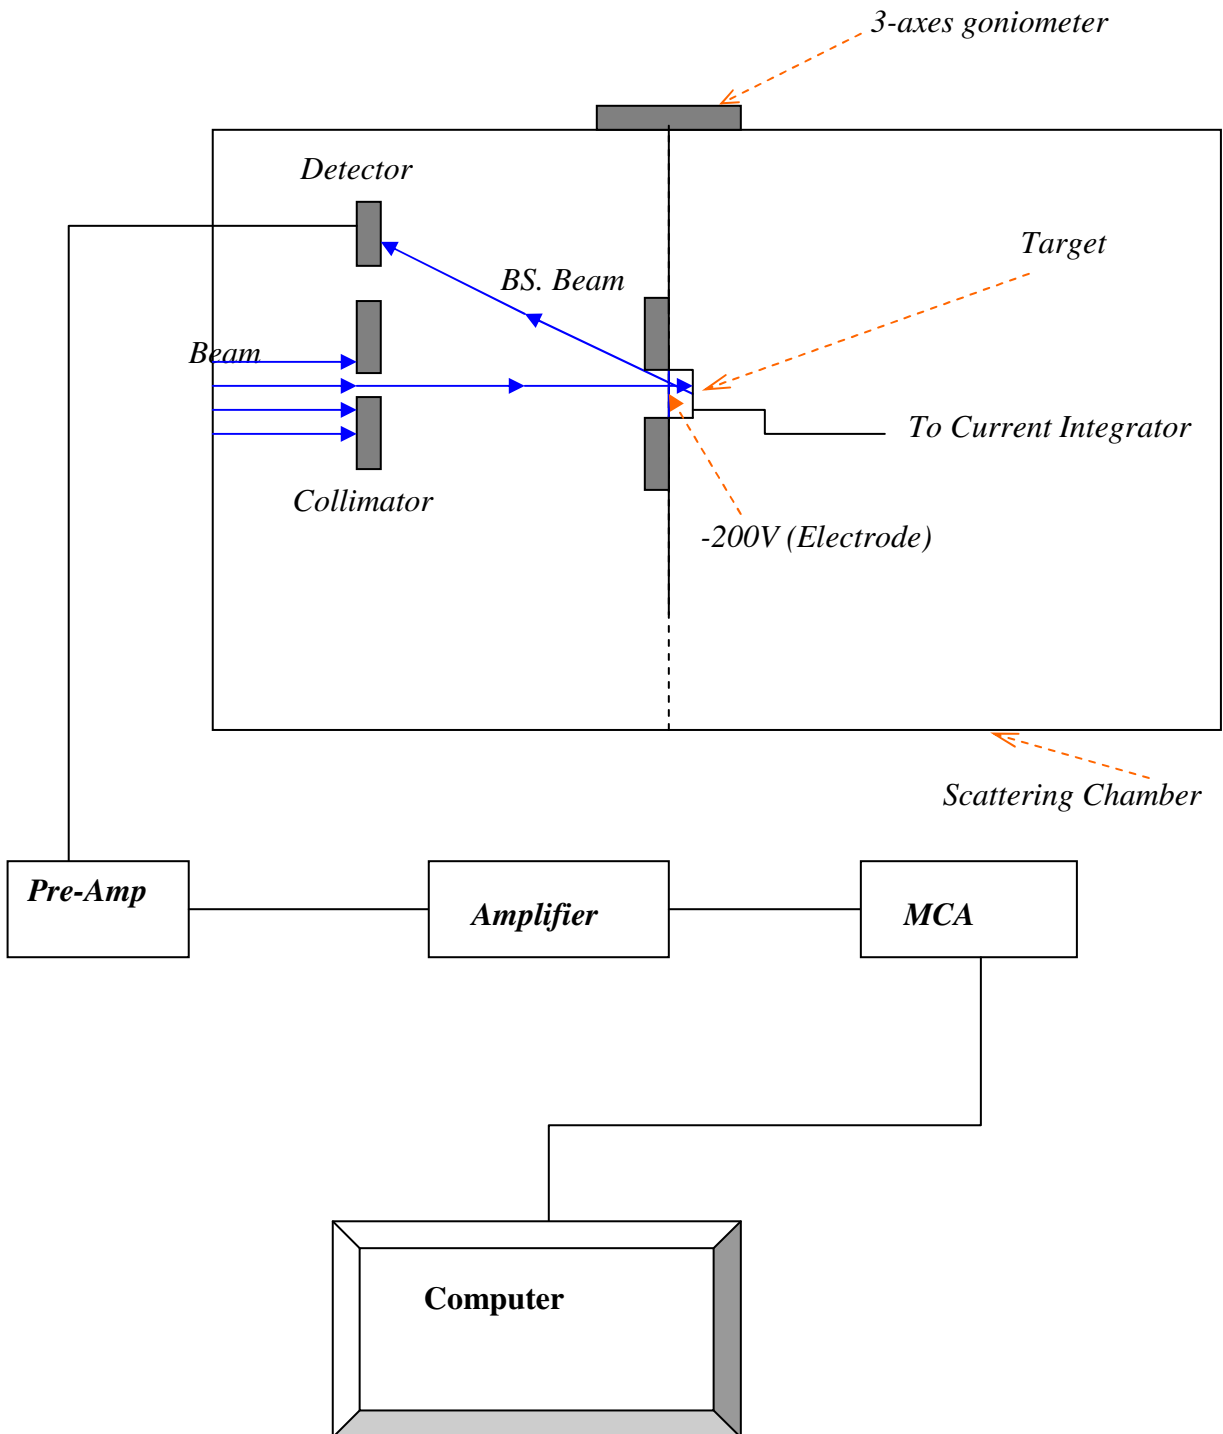 3-axes goniometer
Detector
Target
BS. Beam
Beam
To Current Integrator
Collimator
-200V (Electrode)
Scattering Chamber
Pre-Amp
Amplifier
MCA
Computer